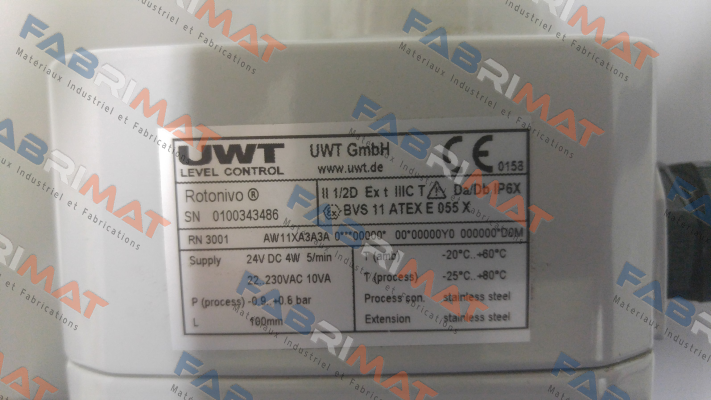 UWT
LEVEL CONTROL
UWT GmbH
www.uwt.de
CE 0158
Rotonivo ®
SN 0100343486
II 1/2D Ex t IIIC T Da/Db IP6X
Ex BVS 11 ATEX E 055 X
RN 3001 AW11XA3A3A
Supply 24V DC 4W 5/min
22..230VAC 10VA
P (process) -0.9..+0.8 bar
L 100mm
T (amb) -20°C..+60°C
T (process) -25°C..+80°C
Process con. stainless steel
Extension stainless steel
FABRIMAT
Materiaux Industriel et Fabrications